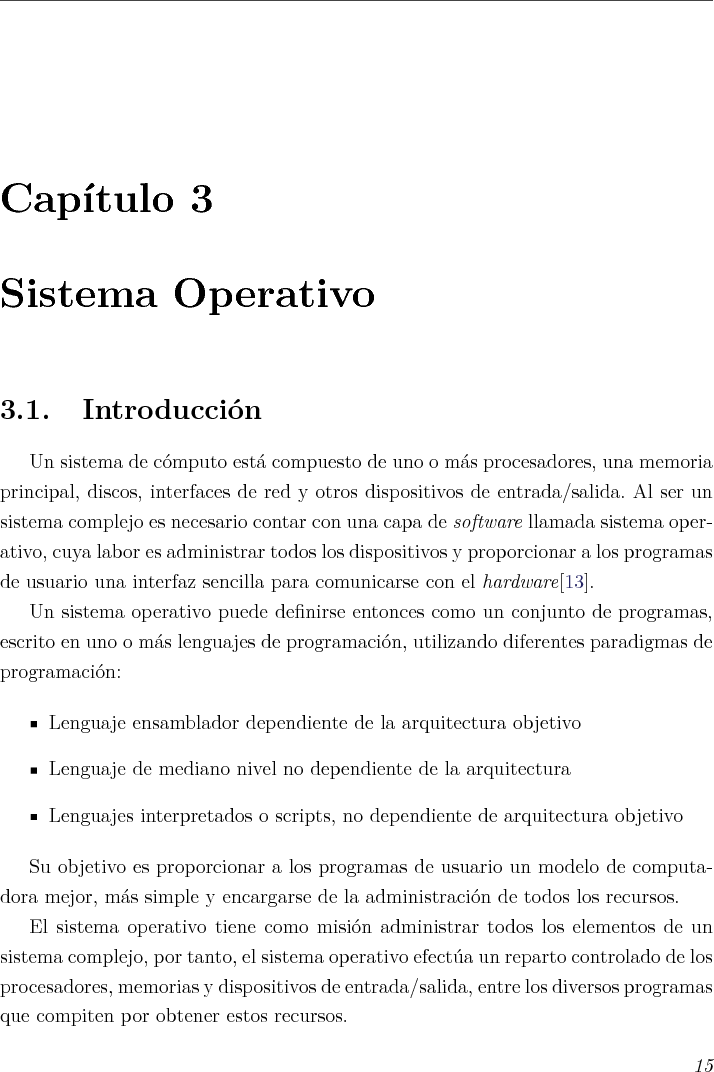 Capítulo 3
Sistema Operativo
3.1. Introducción
Un sistema de cómputo está compuesto de uno o más procesadores, una memoria
principal, discos, interfaces de red y otros dispositivos de entrada/salida. Al ser un
sistema complejo es necesario contar con una capa de software llamada sistema oper-
ativo, cuya labor es administrar todos los dispositivos y proporcionar a los programas
de usuario una interfaz sencilla para comunicarse con el hardware[13].
Un sistema operativo puede definirse entonces como un conjunto de programas,
escrito en uno o más lenguajes de programación, utilizando diferentes paradigmas de
programación:
▪ Lenguaje ensamblador dependiente de la arquitectura objetivo
▪ Lenguaje de mediano nivel no dependiente de la arquitectura
▪ Lenguajes interpretados o scripts, no dependiente de arquitectura objetivo
Su objetivo es proporcionar a los programas de usuario un modelo de computa-
dora mejor, más simple y encargarse de la administración de todos los recursos.
El sistema operativo tiene como misión administrar todos los elementos de un
sistema complejo, por tanto, el sistema operativo efectúa un reparto controlado de los
procesadores, memorias y dispositivos de entrada/salida, entre los diversos programas
que compiten por obtener estos recursos.
15